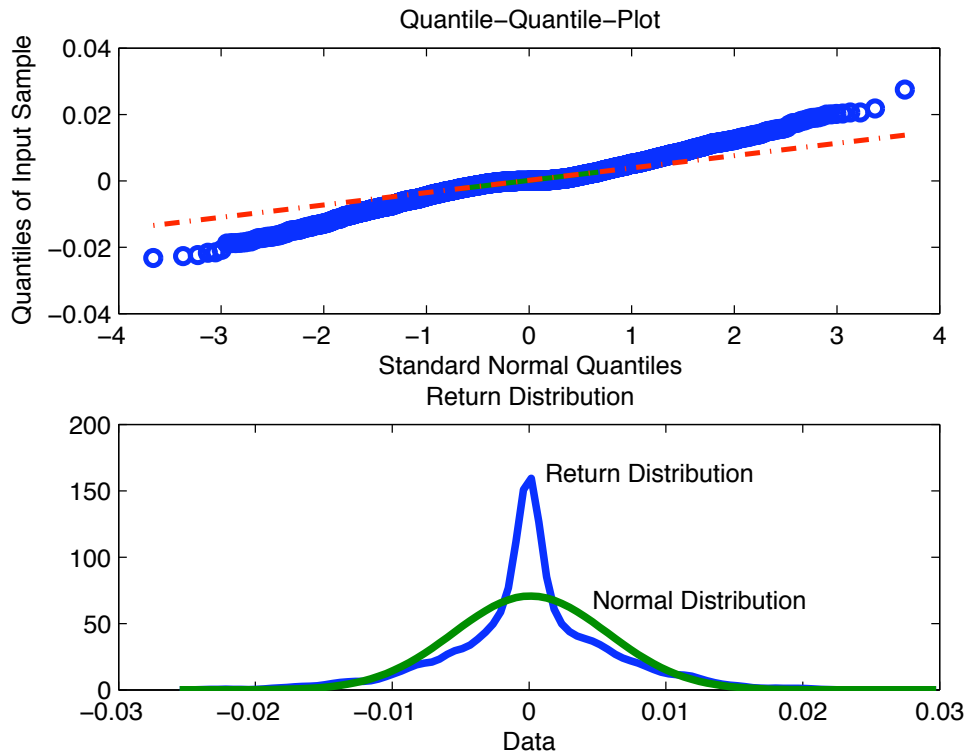 Quantile−Quantile−Plot
Quantiles of Input Sample
0.04
0.02
0
−0.02
−0.04
−4 −3 −2 −1 0 1 2 3 4
Standard Normal Quantiles
Return Distribution
200
150
100
50
0
Return Distribution
Normal Distribution
−0.03 −0.02 −0.01 0 0.01 0.02 0.03
Data